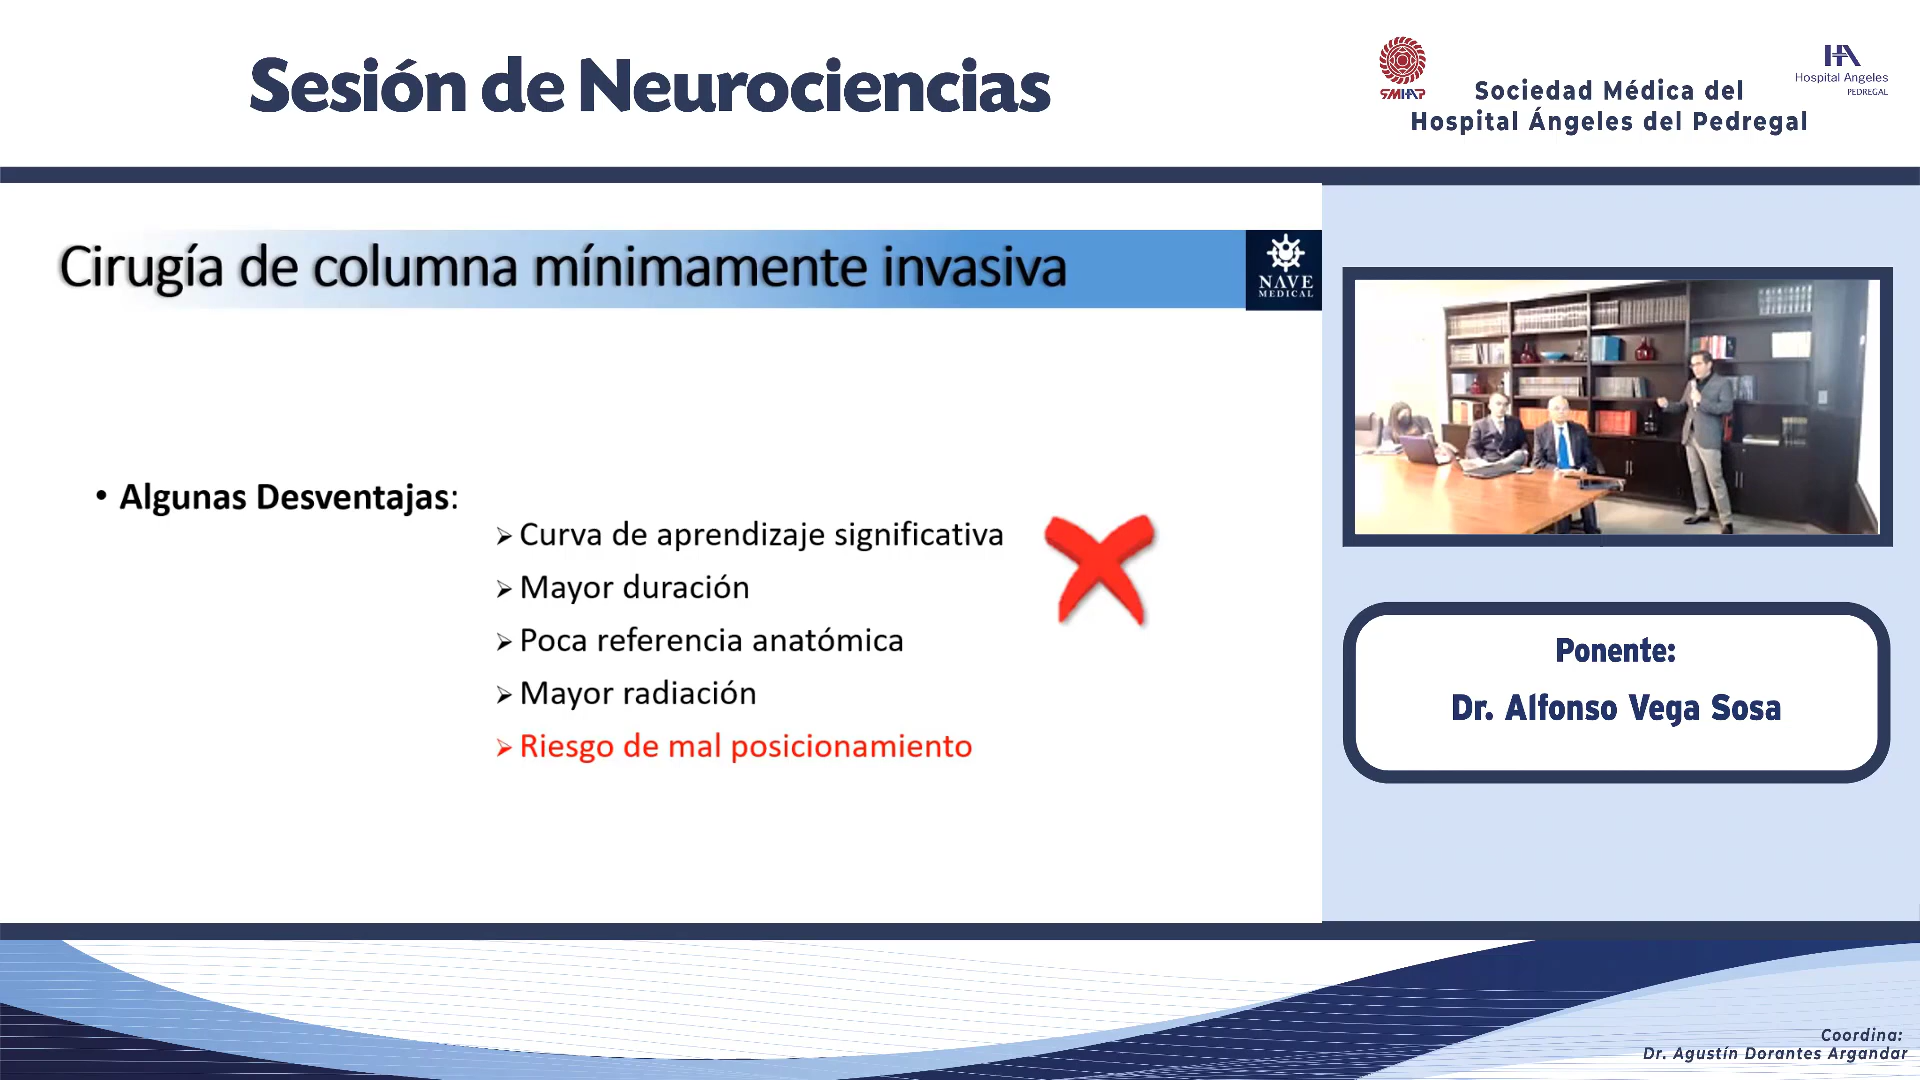 Sesión de Neurociencias
SMHAP
Sociedad Médica del
Hospital Ángeles del Pedregal
HA
Hospital Angeles
PEDREGAL
Cirugía de columna mínimamente invasiva
NAVE
MEDICAL
• Algunas Desventajas:
➢ Curva de aprendizaje significativa
➢ Mayor duración
➢ Poca referencia anatómica
➢ Mayor radiación
➢ Riesgo de mal posicionamiento
Ponente:
Dr. Alfonso Vega Sosa
Coordina:
Dr. Agustín Dorantes Argandar